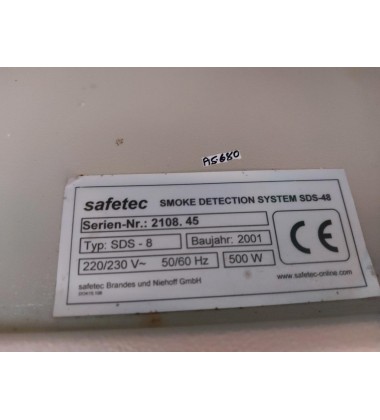 A5680
safetec SMOKE DETECTION SYSTEM SDS-48
Serien-Nr.: 2108. 45
Typ: SDS - 8 Baujahr: 2001
220/230 V~ 50/60 Hz 500 W
CE
safetec Brandes und Niehoff GmbH www.safetec-online.com